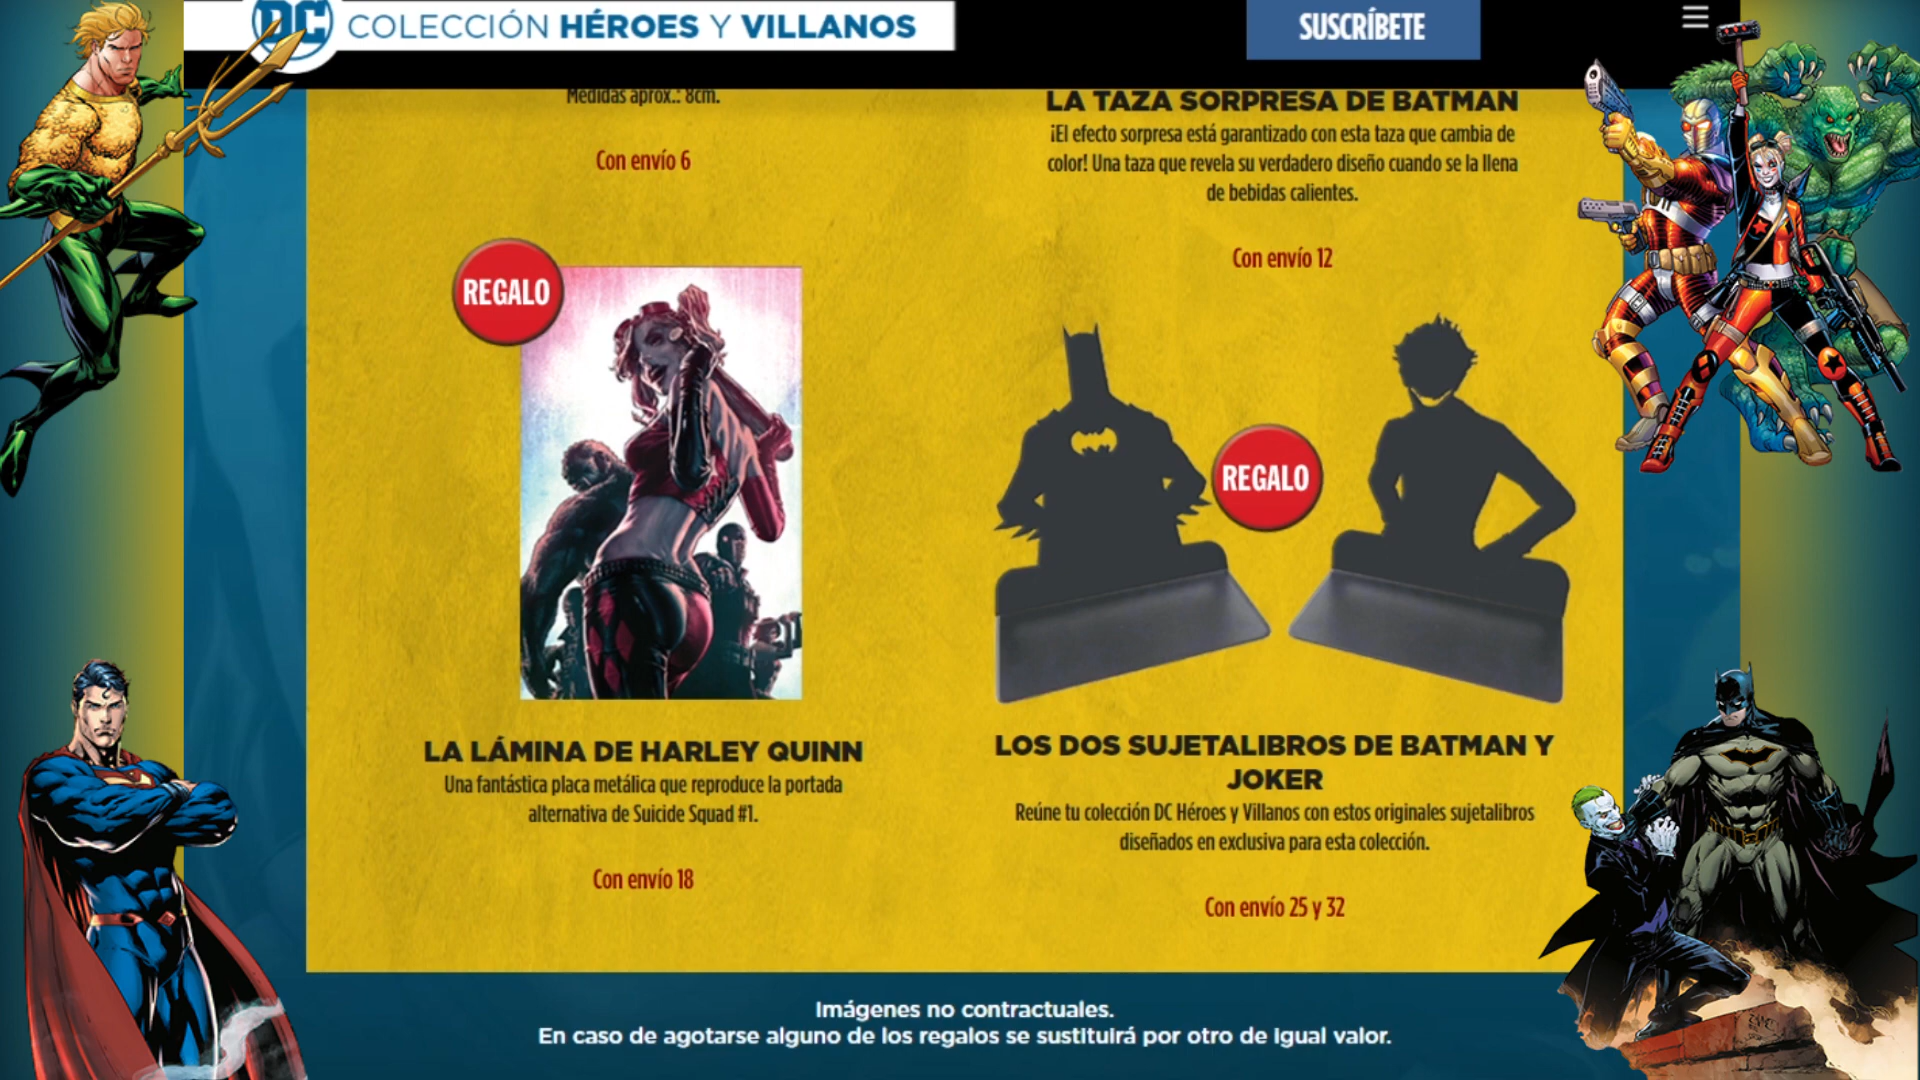 DC COLECCIÓN HÉROES Y VILLANOS
SUSCRÍBETE
Medidas aprox.: 8cm.
Con envío 6
LA TAZA SORPRESA DE BATMAN
¡El efecto sorpresa está garantizado con esta taza que cambia de
color! Una taza que revela su verdadero diseño cuando se la llena
de bebidas calientes.
Con envío 12
REGALO
LA LÁMINA DE HARLEY QUINN
Una fantástica placa metálica que reproduce la portada
alternativa de Suicide Squad #1.
Con envío 18
REGALO
LOS DOS SUJETALIBROS DE BATMAN Y
JOKER
Reúne tu colección DC Héroes y Villanos con estos originales sujetalibros
diseñados en exclusiva para esta colección.
Con envío 25 y 32
Imágenes no contractuales.
En caso de agotarse alguno de los regalos se sustituirá por otro de igual valor.